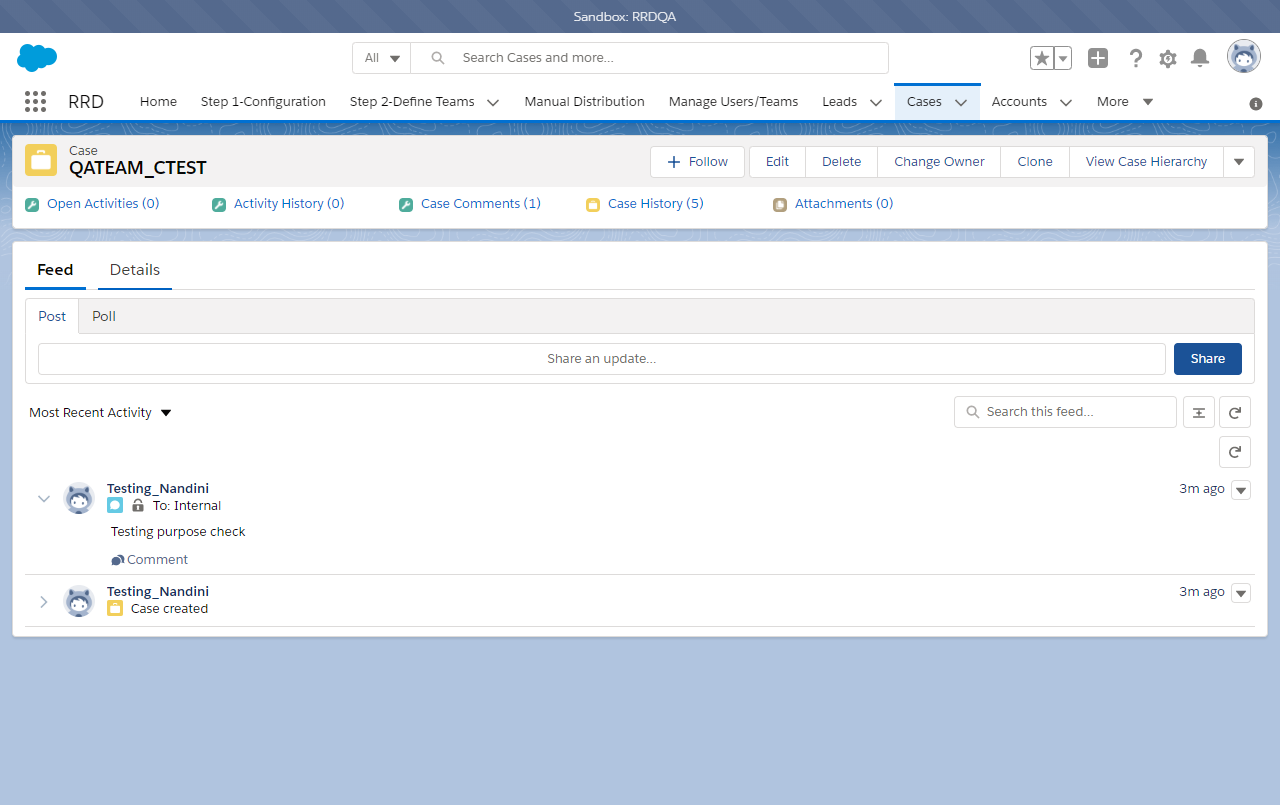 Sandbox: RRDQA
All
Search Cases and more...
RRD
Home
Step 1-Configuration
Step 2-Define Teams
Manual Distribution
Manage Users/Teams
Leads
Cases
Accounts
More
Case
QATEAM_CTEST
Follow
Edit
Delete
Change Owner
Clone
View Case Hierarchy
Open Activities (0)
Activity History (0)
Case Comments (1)
Case History (5)
Attachments (0)
Feed
Details
Post
Poll
Share an update...
Share
Most Recent Activity
Search this feed...
Testing_Nandini
3m ago
To: Internal
Testing purpose check
Comment
Testing_Nandini
3m ago
Case created